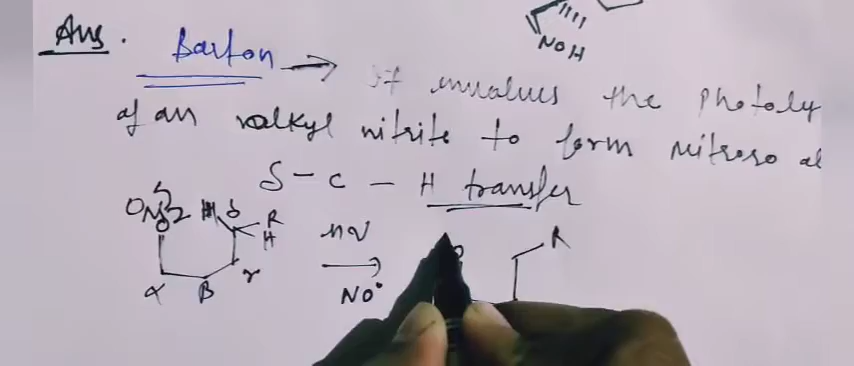 NOH
Ans. Barton → It involves the Photoly
of an alkyl nitrite to form Nitroso al
δ - C - H transfer
R
H
hν
R
NO•
α
β
γ